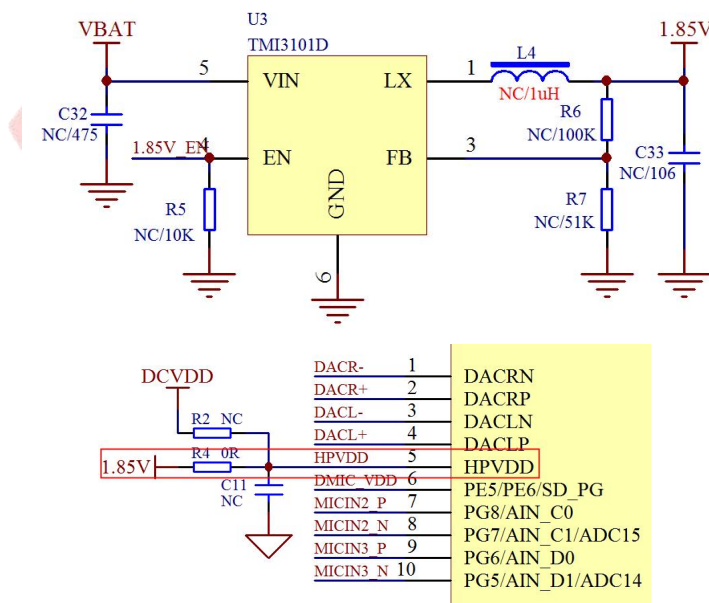 U3
TMI3101D
VBAT
5 VIN
LX 1
L4
NC/1uH
1.85V
C32
NC/475
R6
NC/100K
1.85V_EN
4 EN
FB 3
C33
NC/106
R5
NC/10K
GND
6
R7
NC/51K
DCVDD
R2 NC
1.85V
R4 0R
C11
NC
DACR- 1 DACRN
DACR+ 2 DACRP
DACL- 3 DACLN
DACL+ 4 DACLP
HPVDD 5 HPVDD
DMIC_VDD 6 PE5/PE6/SD_PG
MICIN2_P 7 PG8/AIN_C0
MICIN2_N 8 PG7/AIN_C1/ADC15
MICIN3_P 9 PG6/AIN_D0
MICIN3_N 10 PG5/AIN_D1/ADC14